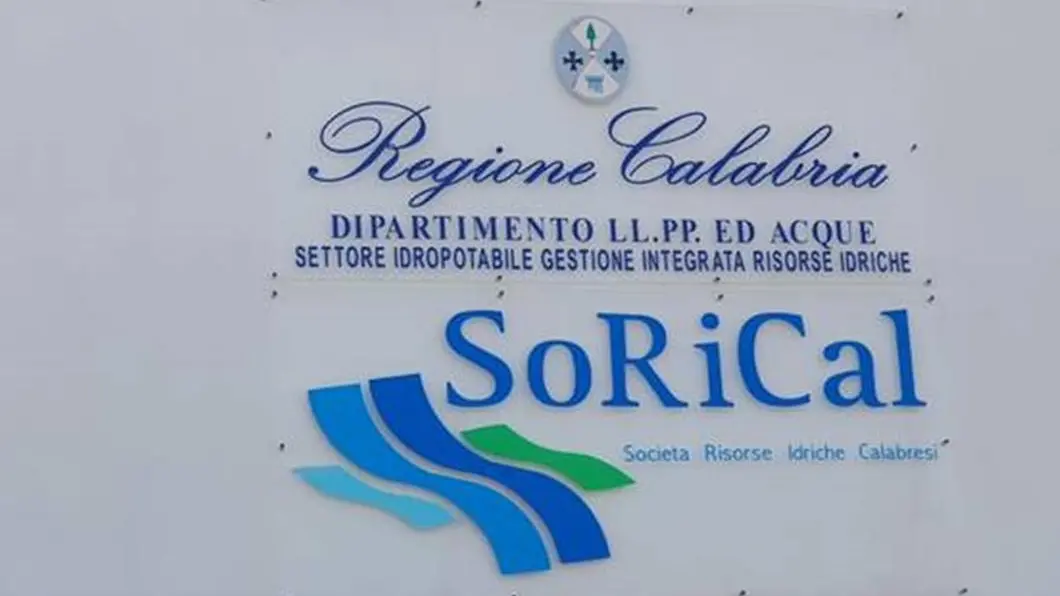 Regione Calabria
DIPARTIMENTO LL.PP. ED ACQUE
SETTORE IDROPOTABILE GESTIONE INTEGRATA RISORSE IDRICHE
SoRiCal
Societa Risorse Idriche Calabresi